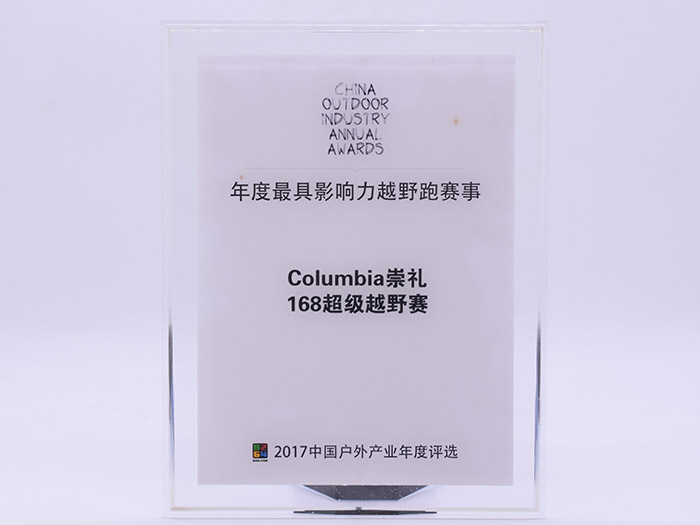 CHINA
OUTDOOR
INDUSTRY
ANNUAL
AWARDS
年度最具影响力越野跑赛事
Columbia崇礼
168超级越野赛
2017中国户外产业年度评选